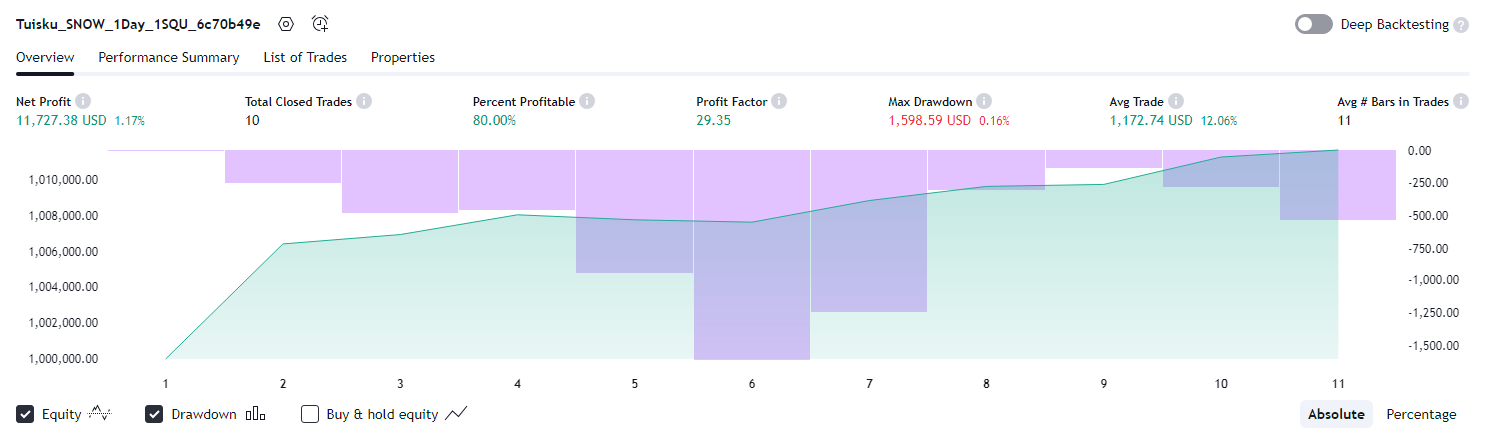 Tuisku_SNOW_1Day_1SQU_6c70b49e Deep Backtesting ?
Overview Performance Summary List of Trades Properties
Net Profit Total Closed Trades Percent Profitable Profit Factor Max Drawdown Avg Trade Avg # Bars in Trades
11,727.38 USD 1.17% 10 80.00% 29.35 1,598.59 USD 0.16% 1,172.74 USD 12.06% 11
0.00
1,010,000.00 -250.00
1,008,000.00 -500.00
1,006,000.00 -750.00
1,004,000.00 -1,000.00
1,002,000.00 -1,250.00
1,000,000.00 -1,500.00
1 2 3 4 5 6 7 8 9 10 11
Equity Drawdown Buy & hold equity Absolute Percentage